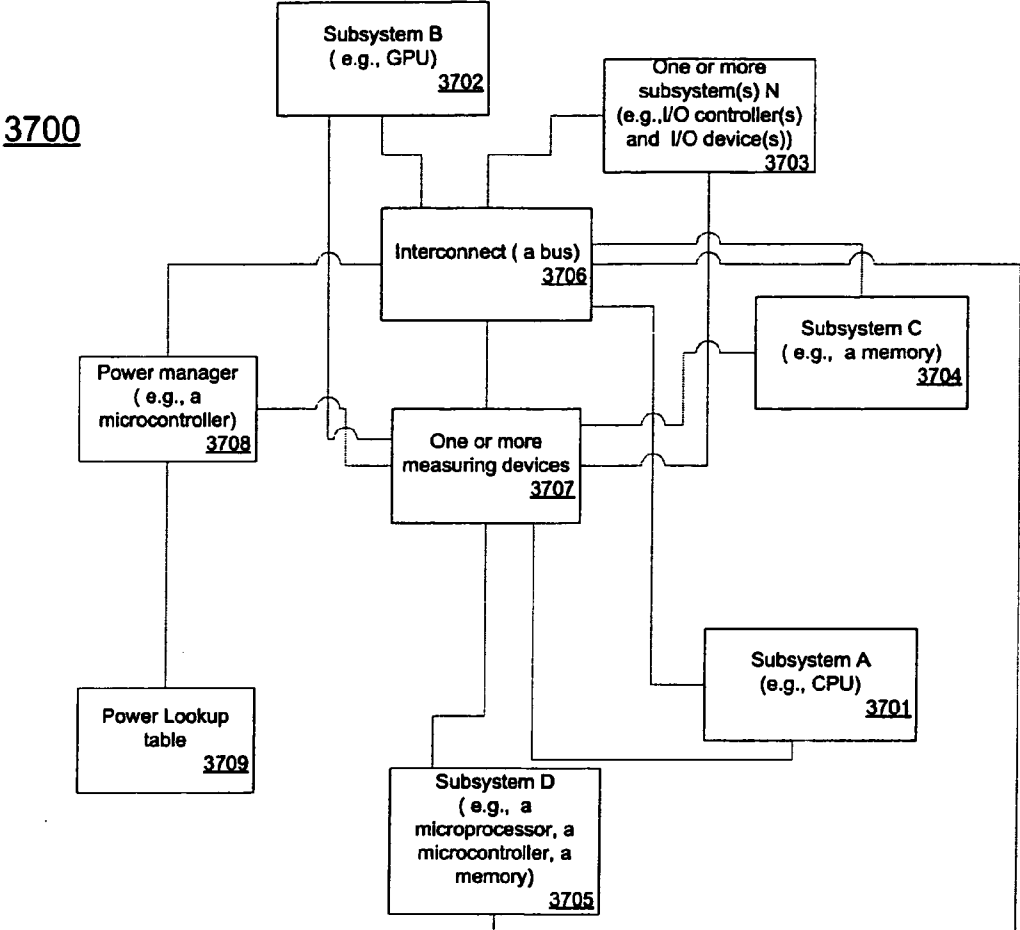 Subsystem B
( e.g., GPU)
3702
One or more
subsystem(s) N
(e.g.,I/O controller(s)
and I/O device(s))
3703
3700
Interconnect ( a bus)
3706
Subsystem C
( e.g., a memory)
3704
Power manager
( e.g., a
microcontroller)
3708
One or more
measuring devices
3707
Subsystem A
(e.g., CPU)
3701
Power Lookup
table
3709
Subsystem D
( e.g., a
microprocessor, a
microcontroller, a
memory)
3705